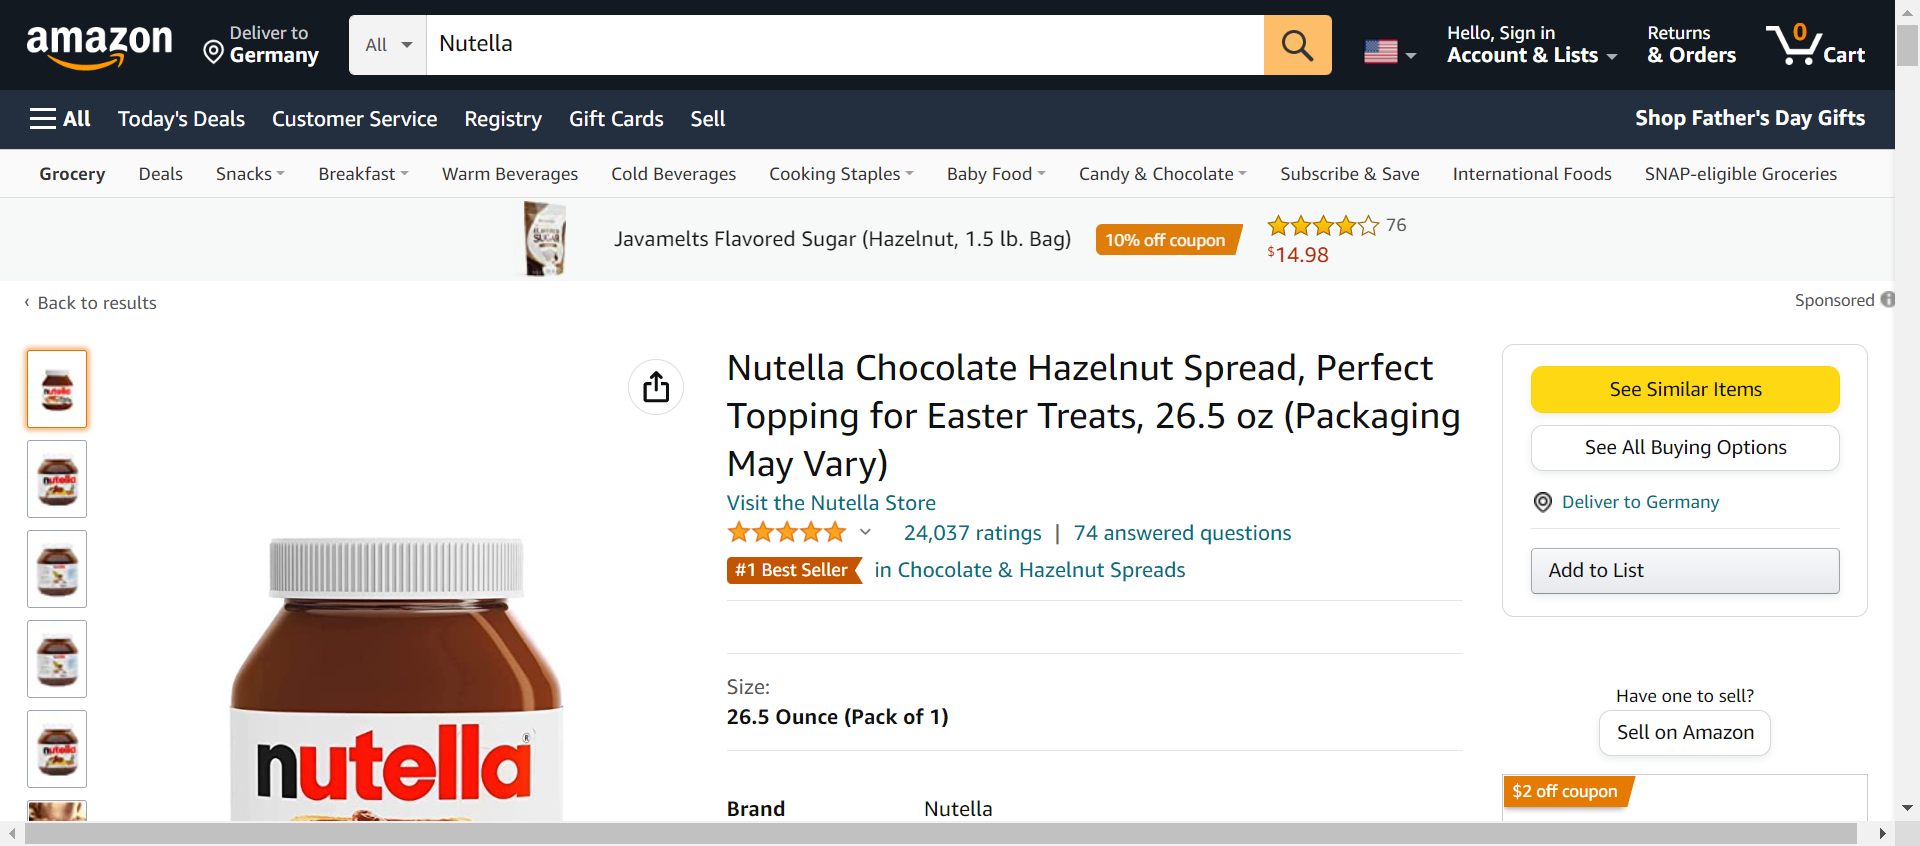 amazon
Deliver to
Germany
All
Nutella
Hello, Sign in
Account & Lists
Returns
& Orders
0
Cart
All
Today's Deals
Customer Service
Registry
Gift Cards
Sell
Shop Father's Day Gifts
Grocery
Deals
Snacks
Breakfast
Warm Beverages
Cold Beverages
Cooking Staples
Baby Food
Candy & Chocolate
Subscribe & Save
International Foods
SNAP-eligible Groceries
Javamelts Flavored Sugar (Hazelnut, 1.5 lb. Bag)
10% off coupon
76
$14.98
‹ Back to results
Sponsored
Nutella Chocolate Hazelnut Spread, Perfect
Topping for Easter Treats, 26.5 oz (Packaging
May Vary)
Visit the Nutella Store
24,037 ratings | 74 answered questions
#1 Best Seller in Chocolate & Hazelnut Spreads
Size:
26.5 Ounce (Pack of 1)
Brand Nutella
nutella®
See Similar Items
See All Buying Options
Deliver to Germany
Add to List
Have one to sell?
Sell on Amazon
$2 off coupon